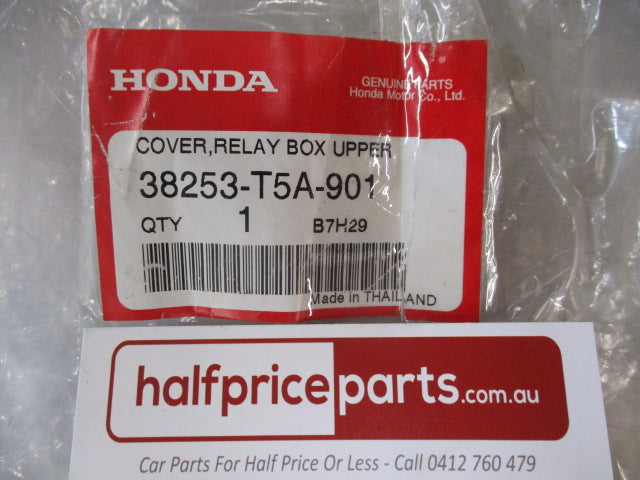 HONDA
GENUINE PARTS
Honda Motor Co., Ltd.
COVER,RELAY BOX UPPER
38253-T5A-901
QTY 1 B7H29
Made in THAILAND
halfpriceparts.com.au
Car Parts For Half Price Or Less - Call 0412 760 479